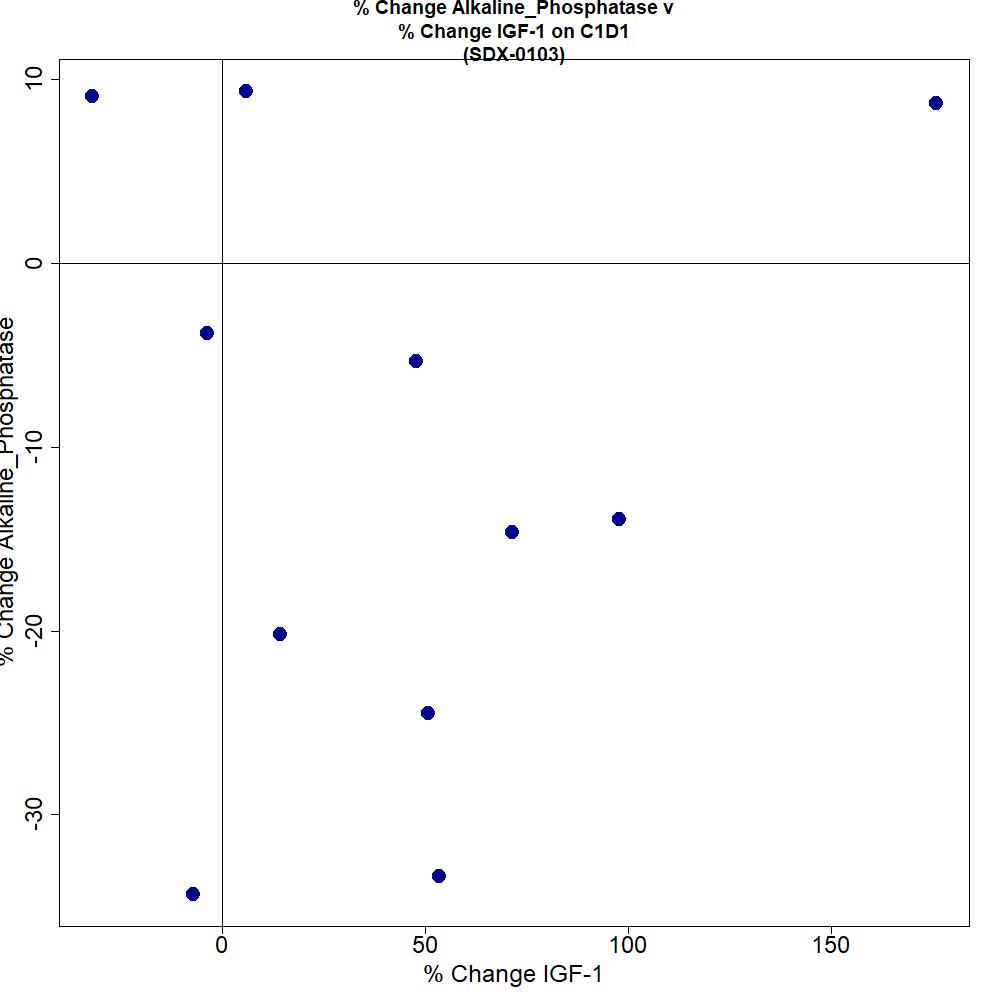 % Change Alkaline_Phosphatase v
% Change IGF-1 on C1D1
(SDX-0103)
% Change Alkaline_Phosphatase
10
0
-10
-20
-30
0 50 100 150
% Change IGF-1